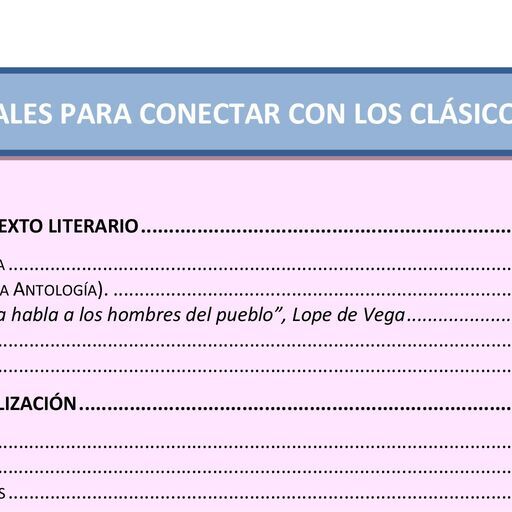 ALES PARA CONECTAR CON LOS CLÁSICO
EXTO LITERARIO
A
A ANTOLOGÍA).
a habla a los hombres del pueblo”, Lope de Vega
LIZACIÓN
S